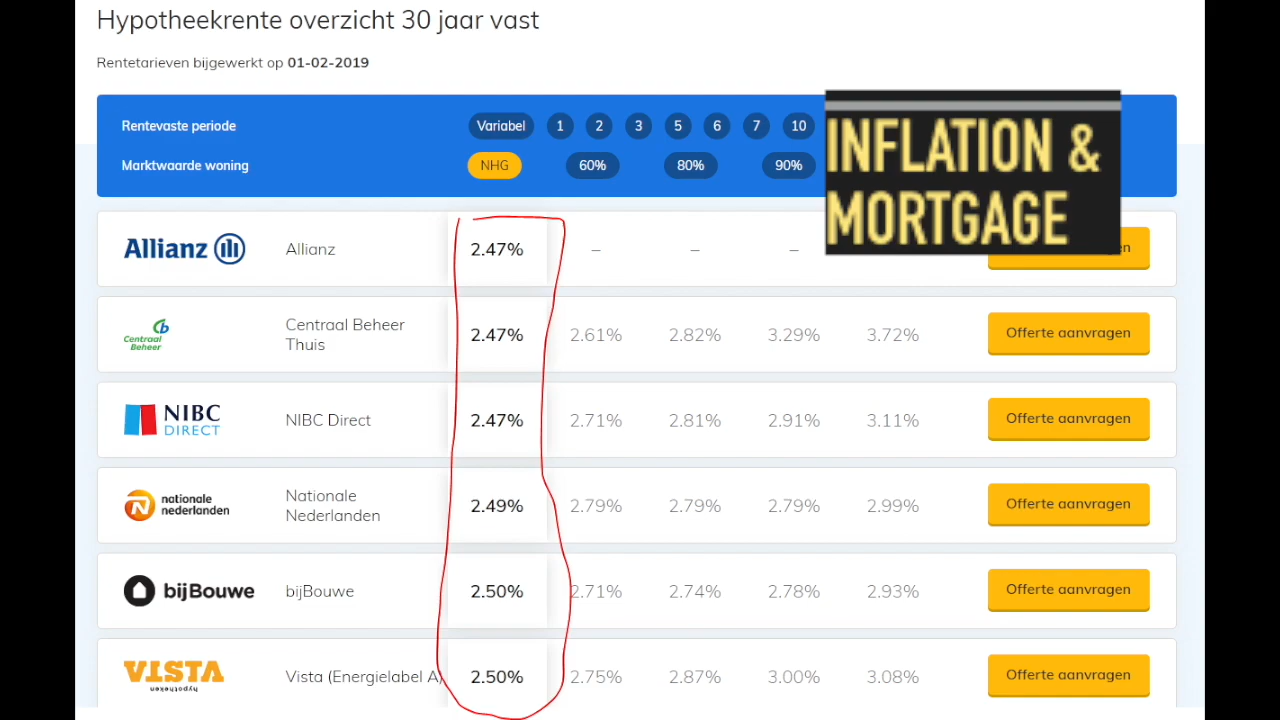 Hypotheekrente overzicht 30 jaar vast
Rentetarieven bijgewerkt op 01-02-2019
Rentevaste periode Variabel 1 2 3 5 6 7 10
Marktwaarde woning NHG 60% 80% 90%
INFLATION &
MORTGAGE
Allianz Allianz 2.47% – – –
Centraal Beheer Centraal Beheer Thuis 2.47% 2.61% 2.82% 3.29% 3.72% Offerte aanvragen
NIBC DIRECT NIBC Direct 2.47% 2.71% 2.81% 2.91% 3.11% Offerte aanvragen
nationale nederlanden Nationale Nederlanden 2.49% 2.79% 2.79% 2.79% 2.99% Offerte aanvragen
bijBouwe bijBouwe 2.50% 2.71% 2.74% 2.78% 2.93% Offerte aanvragen
VISTA hypotheken Vista (Energielabel A) 2.50% 2.75% 2.87% 3.00% 3.08% Offerte aanvragen